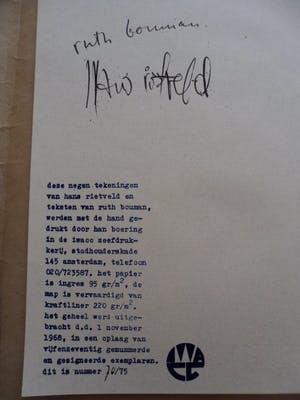 ruth bouman.
Hans rietveld
deze negen tekeningen
van hans rietveld en
teksten van ruth bouman,
werden met de hand ge-
drukt door han boering
in de iwaco zeefdruk-
kerij, stadhouderskade
145 amsterdam, telefoon
020/723587. het papier
is ingres 95 gr/m², de
map is vervaardigd van
kraftliner 220 gr/m².
het geheel werd uitge-
bracht d.d. 1 november
1968, in een oplaag van
vijfenzeventig genummerde
en gesigneerde exemplaren.
dit is nummer 70/75